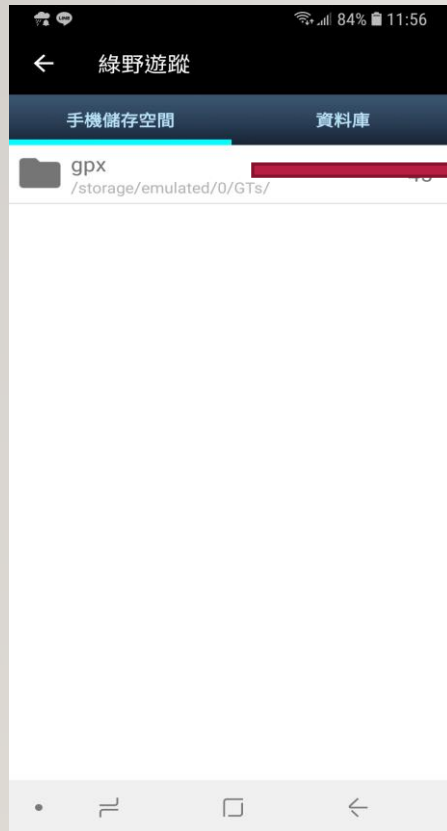 LINE
84% 11:56
綠野遊蹤
手機儲存空間
資料庫
gpx
/storage/emulated/0/GTs/